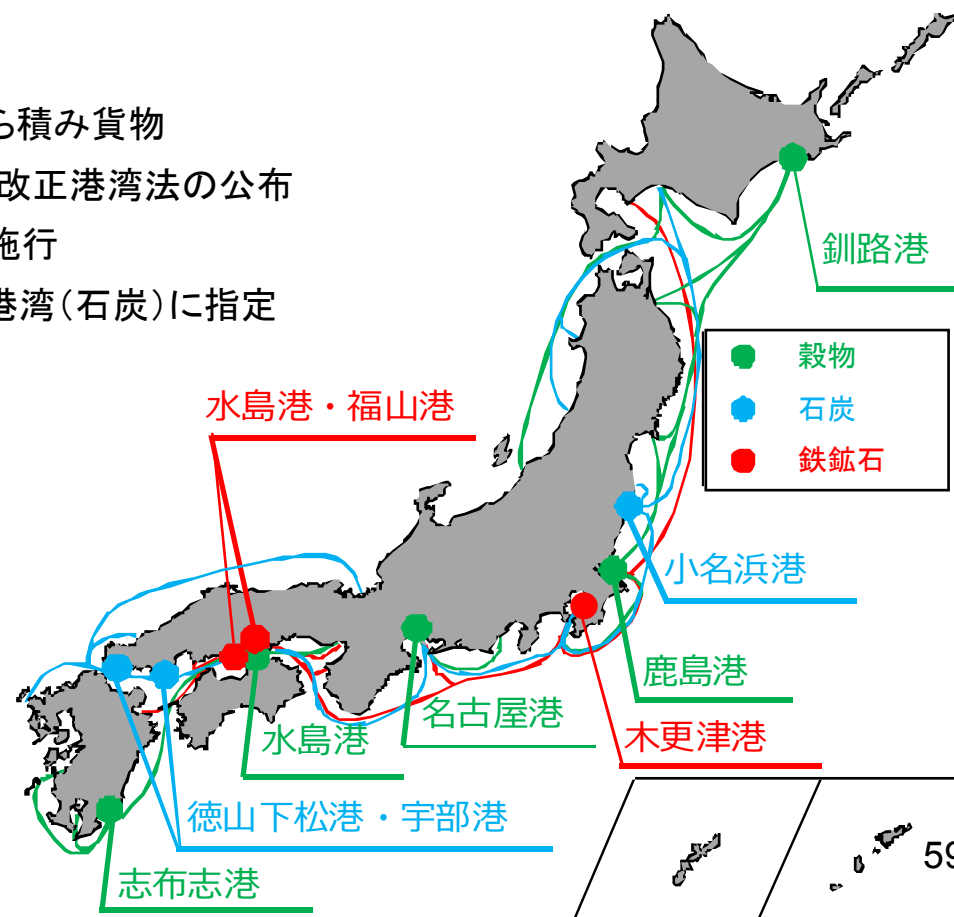 ら積み貨物
改正港湾法の公布
施行
港湾（石炭）に指定
釧路港
穀物
石炭
鉄鉱石
水島港・福山港
小名浜港
鹿島港
名古屋港
木更津港
水島港
徳山下松港・宇部港
志布志港
59